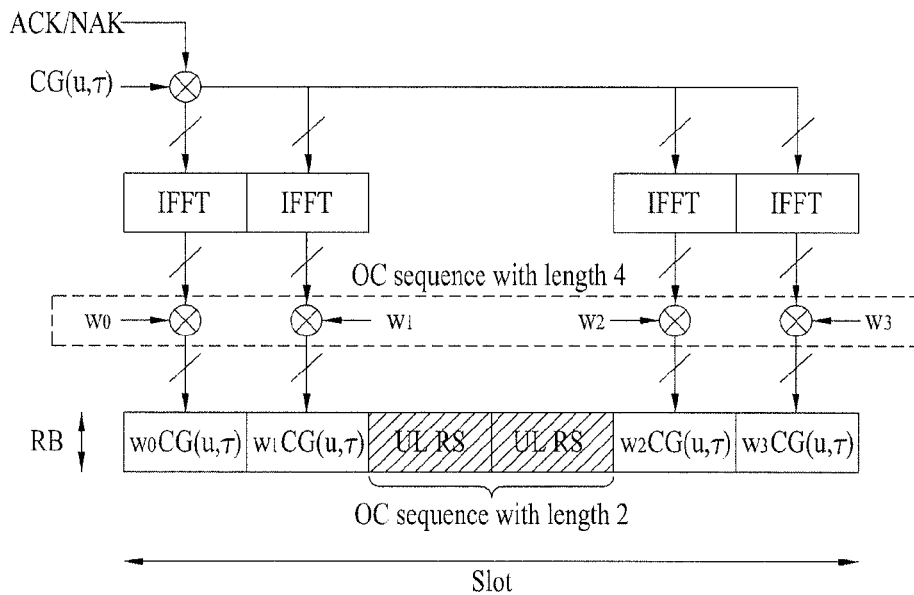 ACK/NAK
CG(u,τ)
IFFT IFFT IFFT IFFT
OC sequence with length 4
w0 w1 w2 w3
RB w0CG(u,τ) w1CG(u,τ) UL RS UL RS w2CG(u,τ) w3CG(u,τ)
OC sequence with length 2
Slot